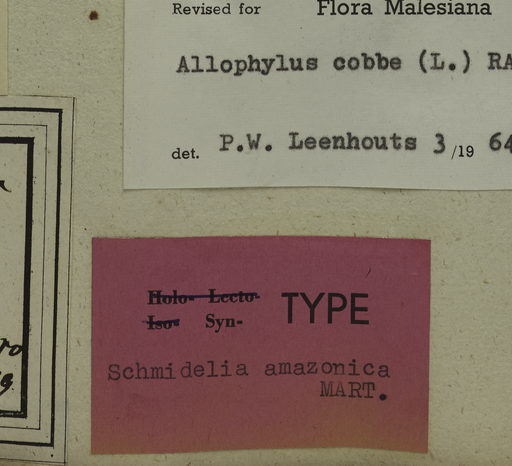 Revised for Flora Malesiana
Allophylus cobbe (L.) RA
det. P.W. Leenhouts 3/19 64
Holo- Lecto-
Iso- Syn- TYPE
Schmidelia amazonica
MART.